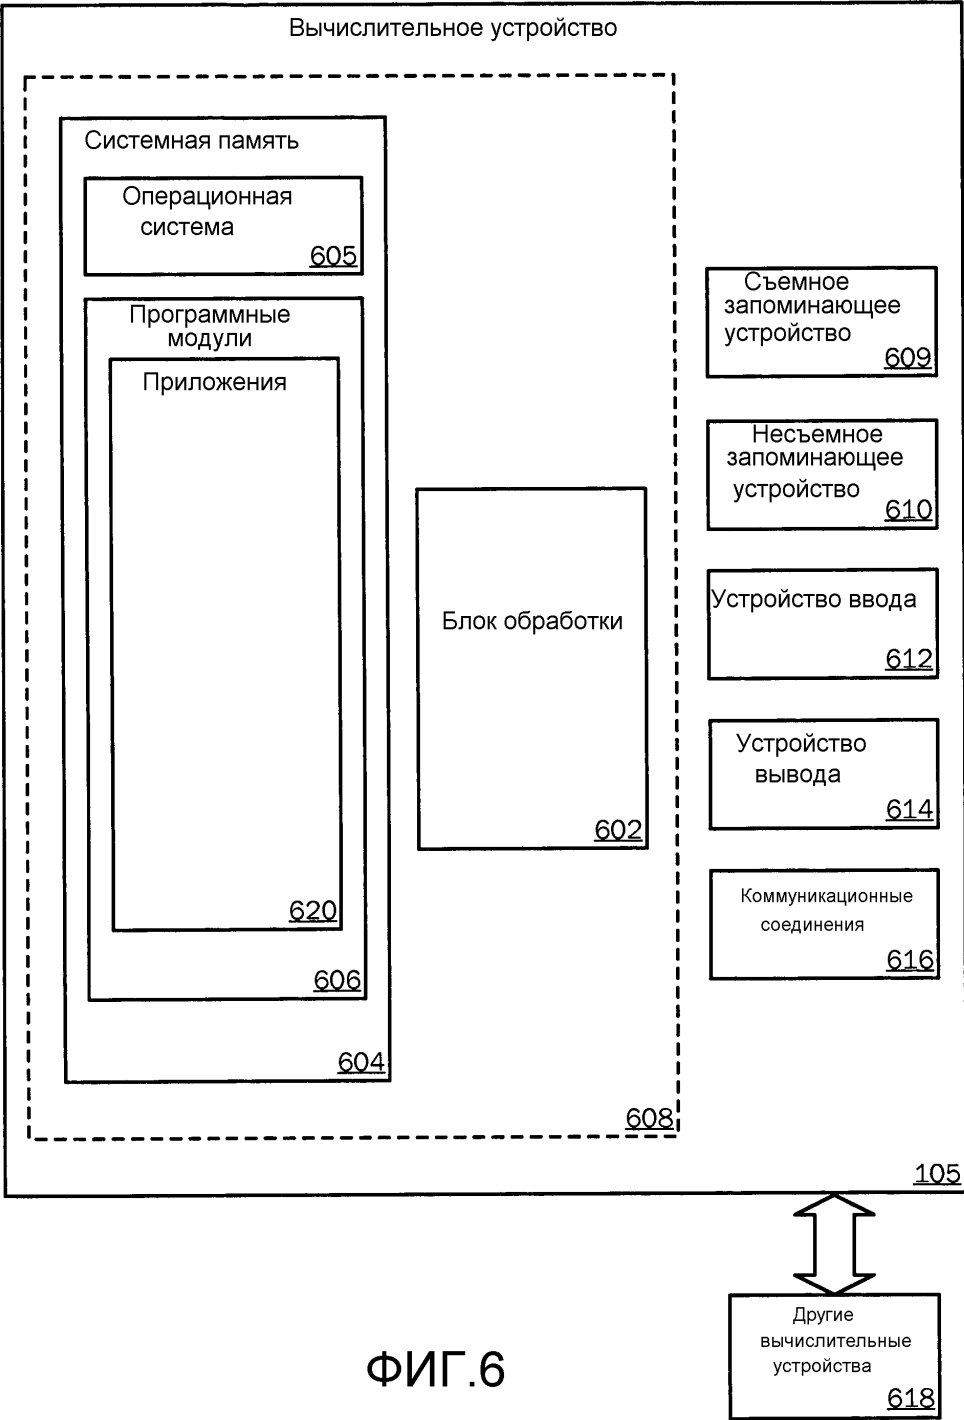 Вычислительное устройство
Системная память
Операционная
система
605
Программные
модули
Приложения
620
606
604
Блок обработки
602
608
Съемное
запоминающее
устройство
609
Несъемное
запоминающее
устройство
610
Устройство ввода
612
Устройство
вывода
614
Коммуникационные
соединения
616
105
Другие
вычислительные
устройства
618
ФИГ.6